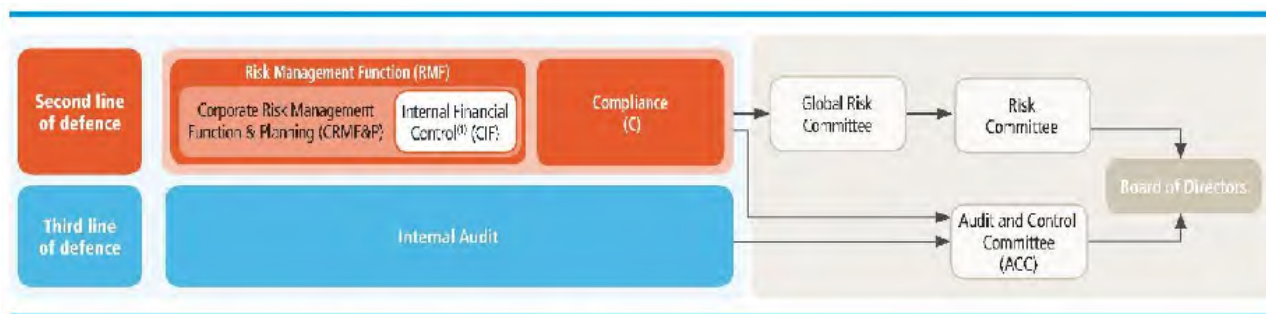 Second line
of defence
Risk Management Function (RMF)
Corporate Risk Management
Function & Planning (CRMF&P)
Internal Financial
Control(1) (CIF)
Compliance
(C)
Global Risk
Committee
Risk
Committee
Board of Directors
Third line
of defence
Internal Audit
Audit and Control
Committee
(ACC)